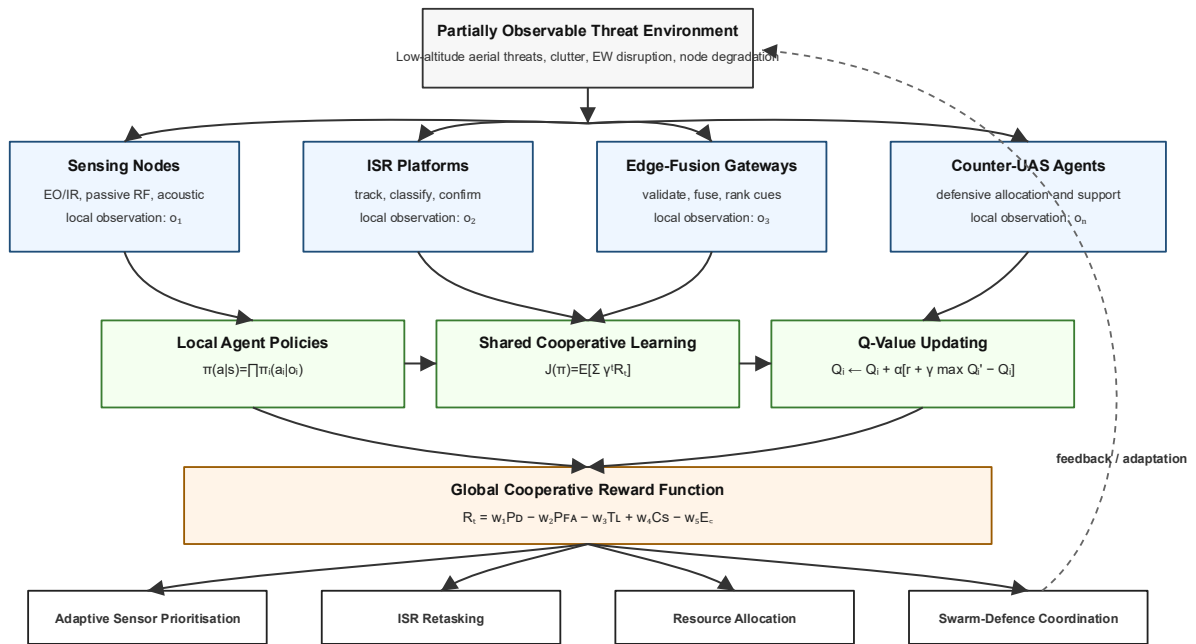 Partially Observable Threat Environment
Low-altitude aerial threats, clutter, EW disruption, node degradation
Sensing Nodes
EO/IR, passive RF, acoustic
local observation: o₁
ISR Platforms
track, classify, confirm
local observation: o₂
Edge-Fusion Gateways
validate, fuse, rank cues
local observation: o₃
Counter-UAS Agents
defensive allocation and support
local observation: oₙ
Local Agent Policies
π(a|s)=∏πᵢ(aᵢ|oᵢ)
Shared Cooperative Learning
J(π)=E[Σ γᵗRₜ]
Q-Value Updating
Qᵢ ← Qᵢ + α[r + γ max Qᵢ' − Qᵢ]
feedback / adaptation
Global Cooperative Reward Function
Rₜ = w₁Pᴅ − w₂Pꜰᴀ − w₃Tʟ + w₄Cs − w₅E꜀
Adaptive Sensor Prioritisation
ISR Retasking
Resource Allocation
Swarm-Defence Coordination